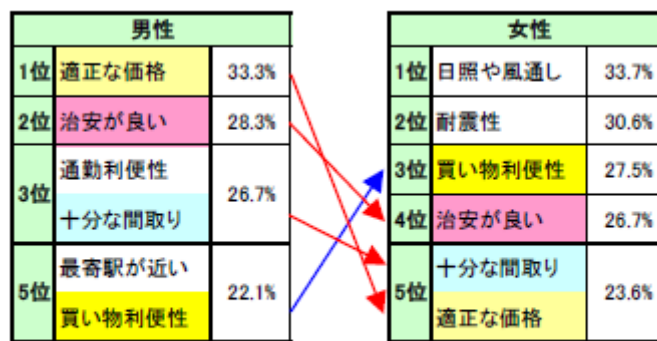 男性
1位 適正な価格 33.3%
2位 治安が良い 28.3%
3位 通勤利便性 26.7%
十分な間取り
5位 最寄駅が近い 22.1%
買い物利便性
女性
1位 日照や風通し 33.7%
2位 耐震性 30.6%
3位 買い物利便性 27.5%
4位 治安が良い 26.7%
5位 十分な間取り 23.6%
適正な価格